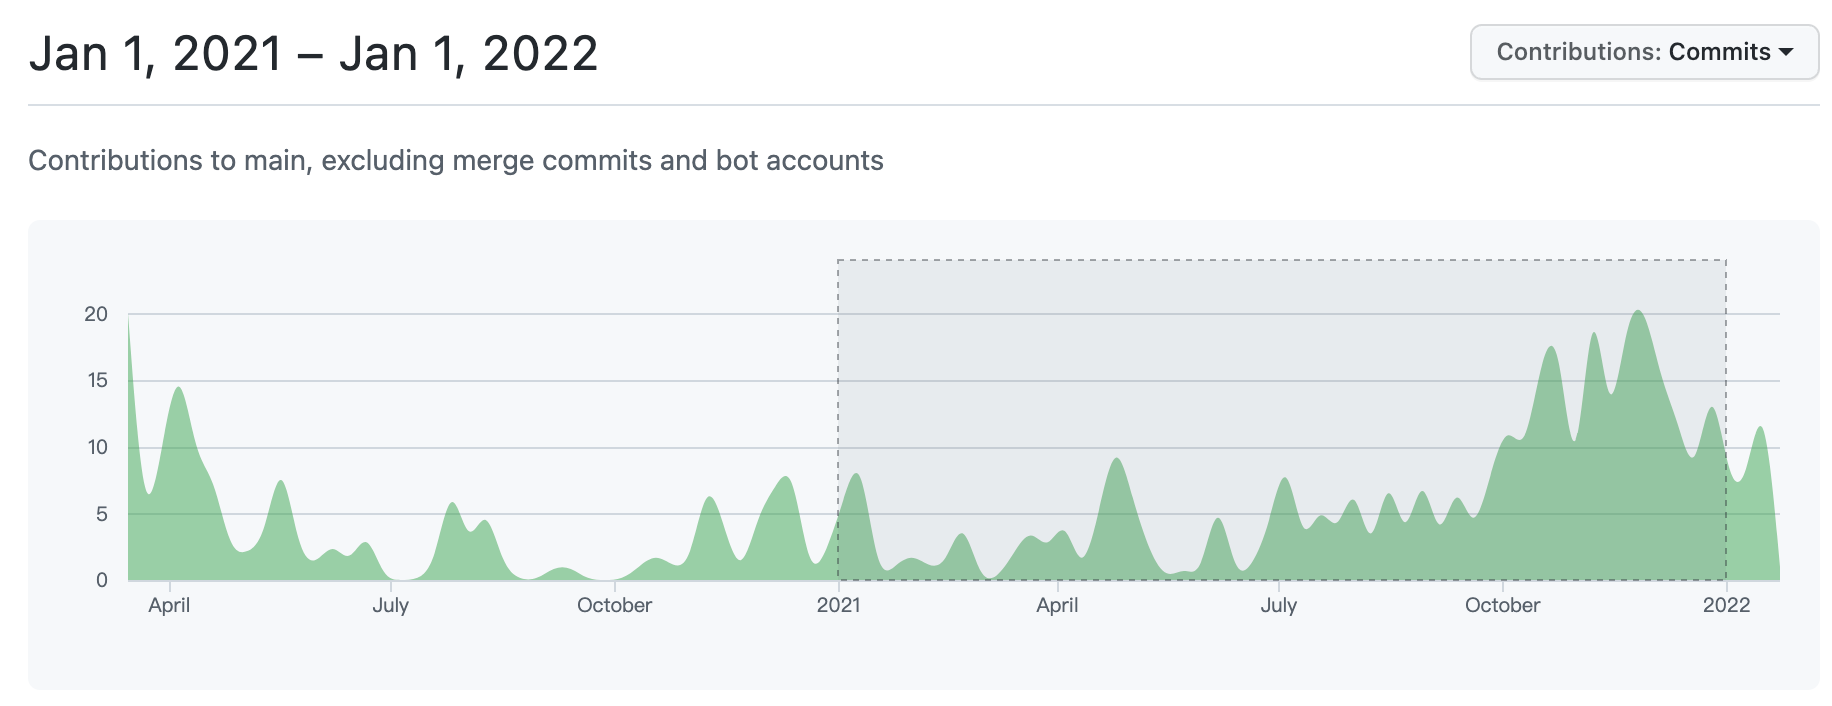 Jan 1, 2021 – Jan 1, 2022
Contributions: Commits
Contributions to main, excluding merge commits and bot accounts
20
15
10
5
0
April July October 2021 April July October 2022